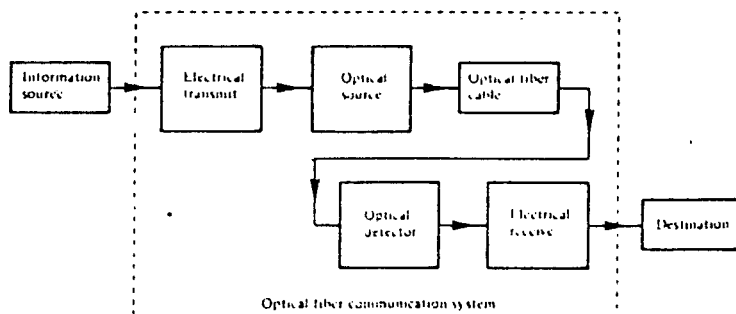 Information
source
Electrical
transmit
Optical
source
Optical fiber
cable
Optical
detector
Electrical
receive
Destination
Optical fiber communication system